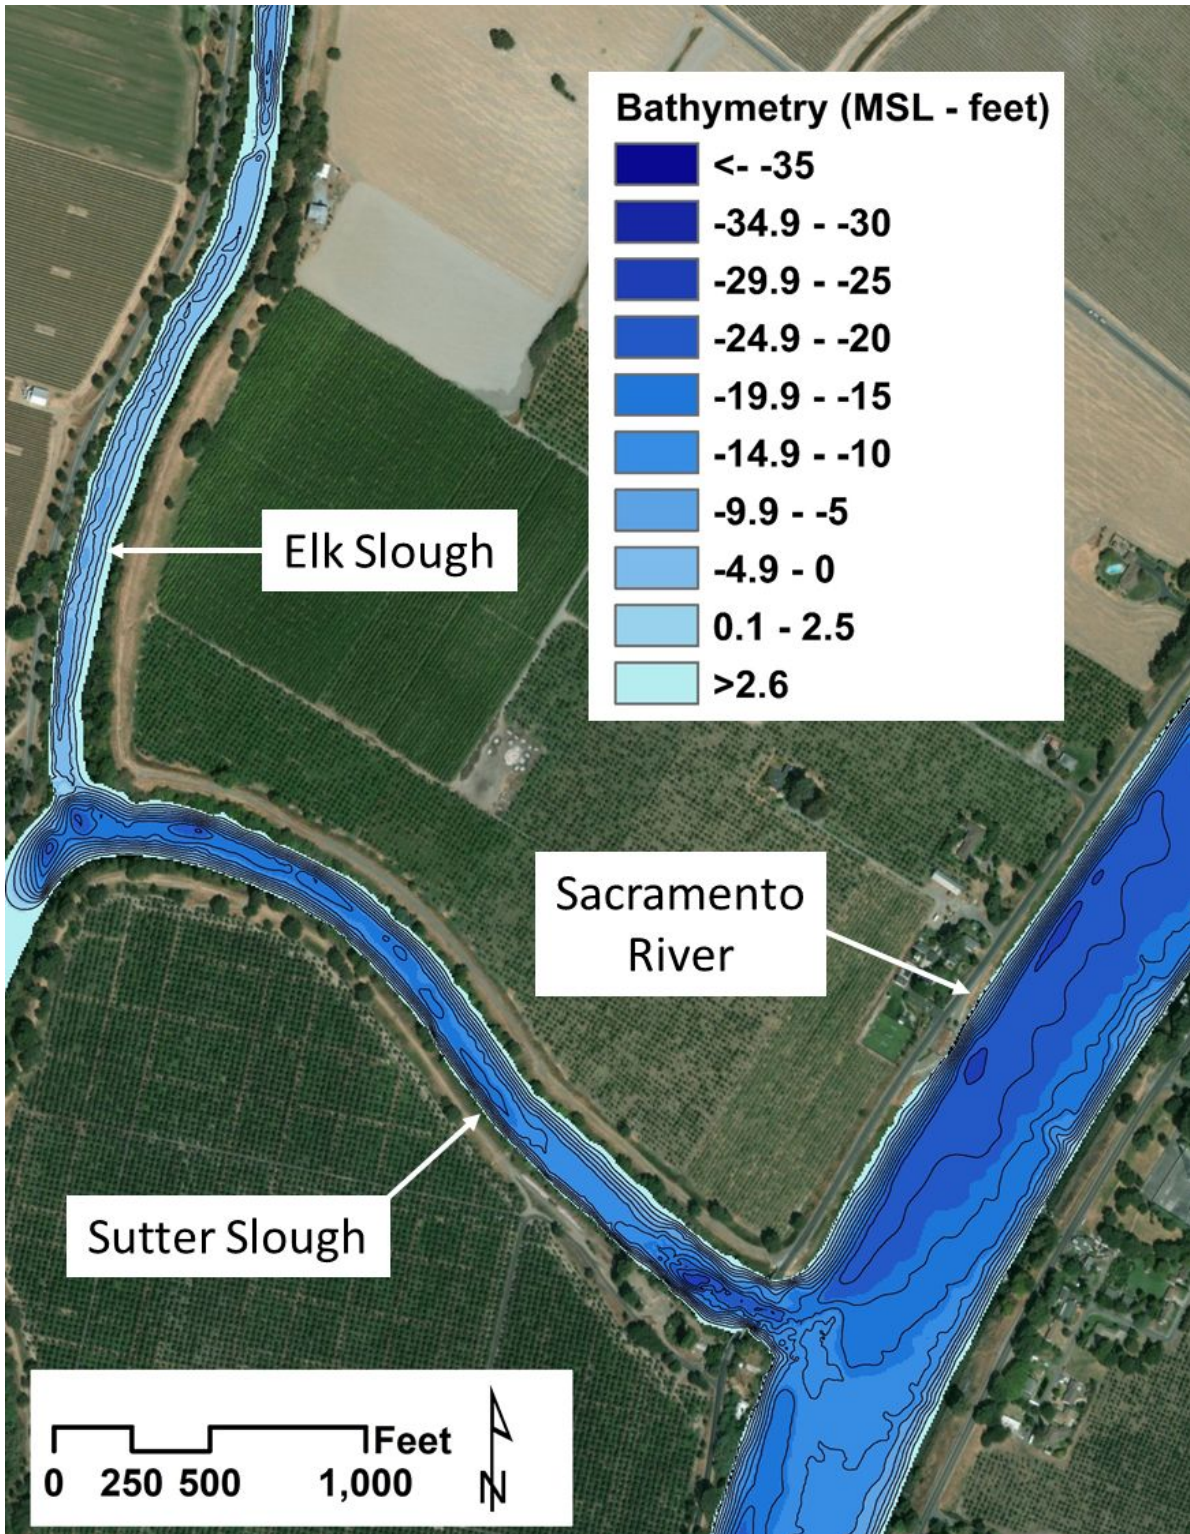 Bathymetry (MSL - feet)
<- -35
-34.9 - -30
-29.9 - -25
-24.9 - -20
-19.9 - -15
-14.9 - -10
-9.9 - -5
-4.9 - 0
0.1 - 2.5
>2.6
Elk Slough
Sacramento
River
Sutter Slough
Feet
0 250 500 1,000
N